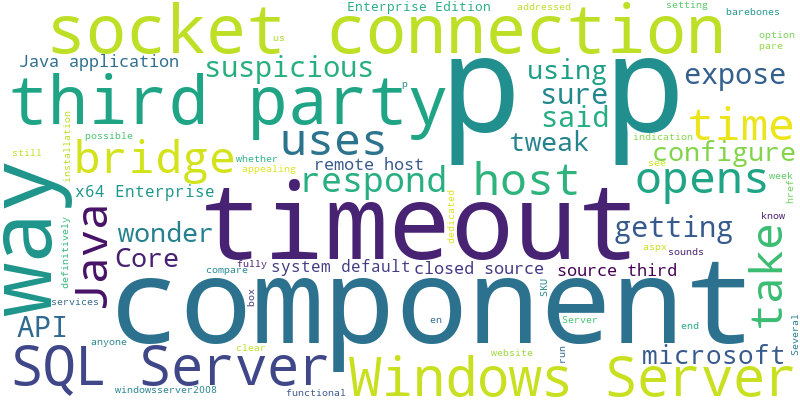 Enterprise Edition
addressed
setting
barebones
socket connection
us
option
pare
Java application
suspicious
p p
using
expose
third party
p
sure
said
time
uses
tweak
possible
indication
installation
still
bridge
whether
appealing
remote host
configure
see
way
x64 Enterprise
respond host
opens
week
href
Java
timeout
dedicated
getting
know
definitively
wonder
Core
fully
system default
closed source
source third
aspx
sounds
take
compare
component
box
SKU
services
API
anyone
en
Server
end
Several
SQL Server
clear
website
run
microsoft
Windows Server
windowsserver2008
functional